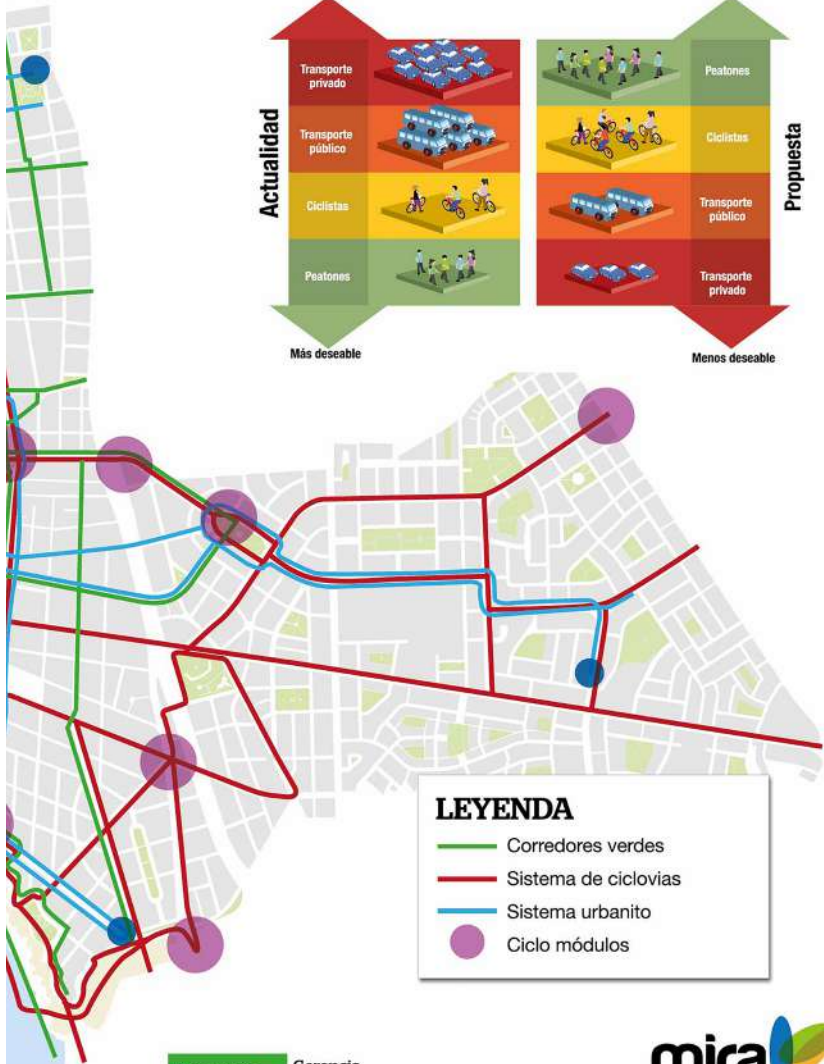 Actualidad
Transporte
privado
Transporte
público
Ciclistas
Peatones
Más deseable
Peatones
Ciclistas
Transporte
público
Transporte
privado
Propuesta
Menos deseable
LEYENDA
Corredores verdes
Sistema de ciclovias
Sistema urbanito
Ciclo módulos
Gerencia
mira